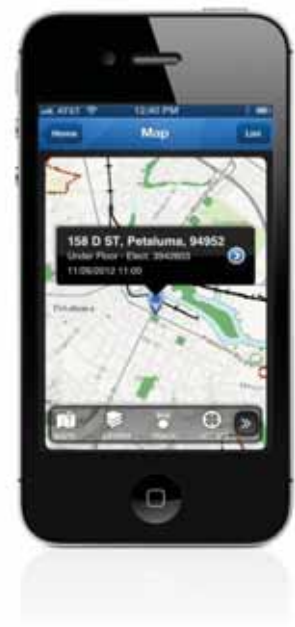 AT&T 12:40 PM
Home Map List
158 D ST, Petaluma, 94952
Under Floor - Elect: 3942803
11/26/2012 11:00
Petaluma